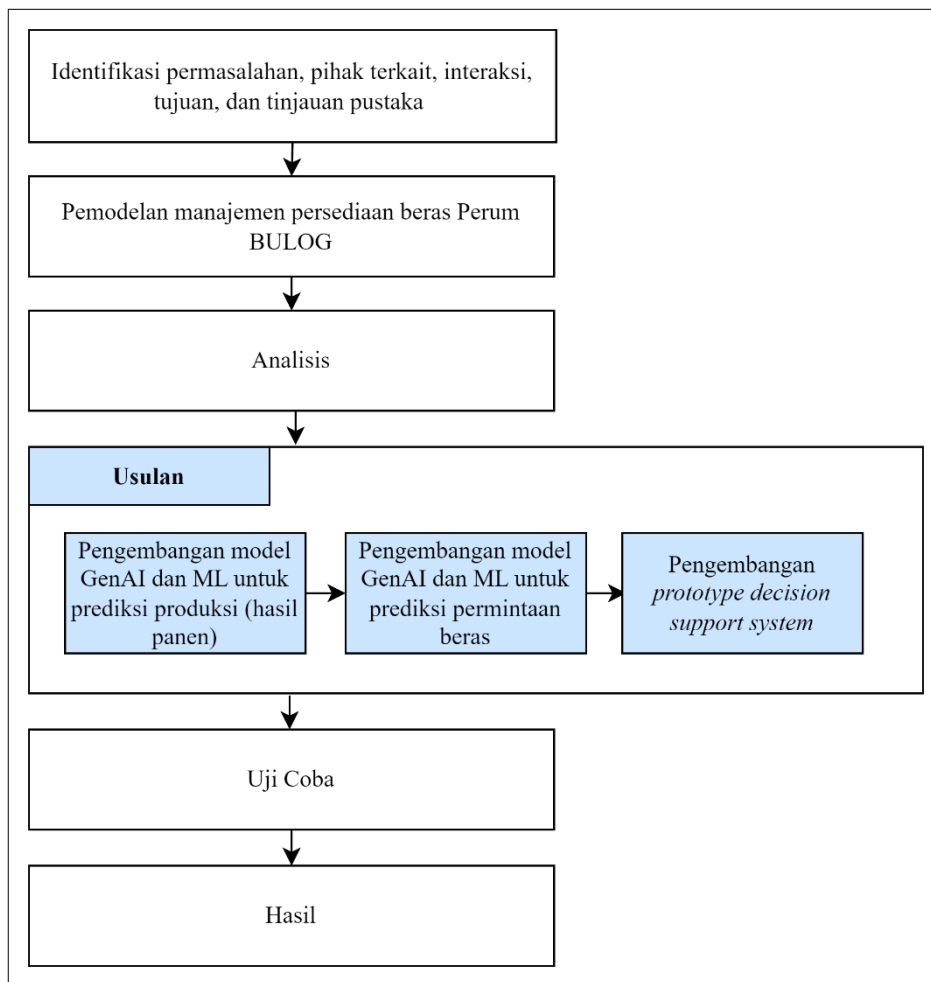 Identifikasi permasalahan, pihak terkait, interaksi,
tujuan, dan tinjauan pustaka
Pemodelan manajemen persediaan beras Perum
BULOG
Analisis
Usulan
Pengembangan model
GenAI dan ML untuk
prediksi produksi (hasil
panen)
Pengembangan model
GenAI dan ML untuk
prediksi permintaan
beras
Pengembangan
prototype decision
support system
Uji Coba
Hasil